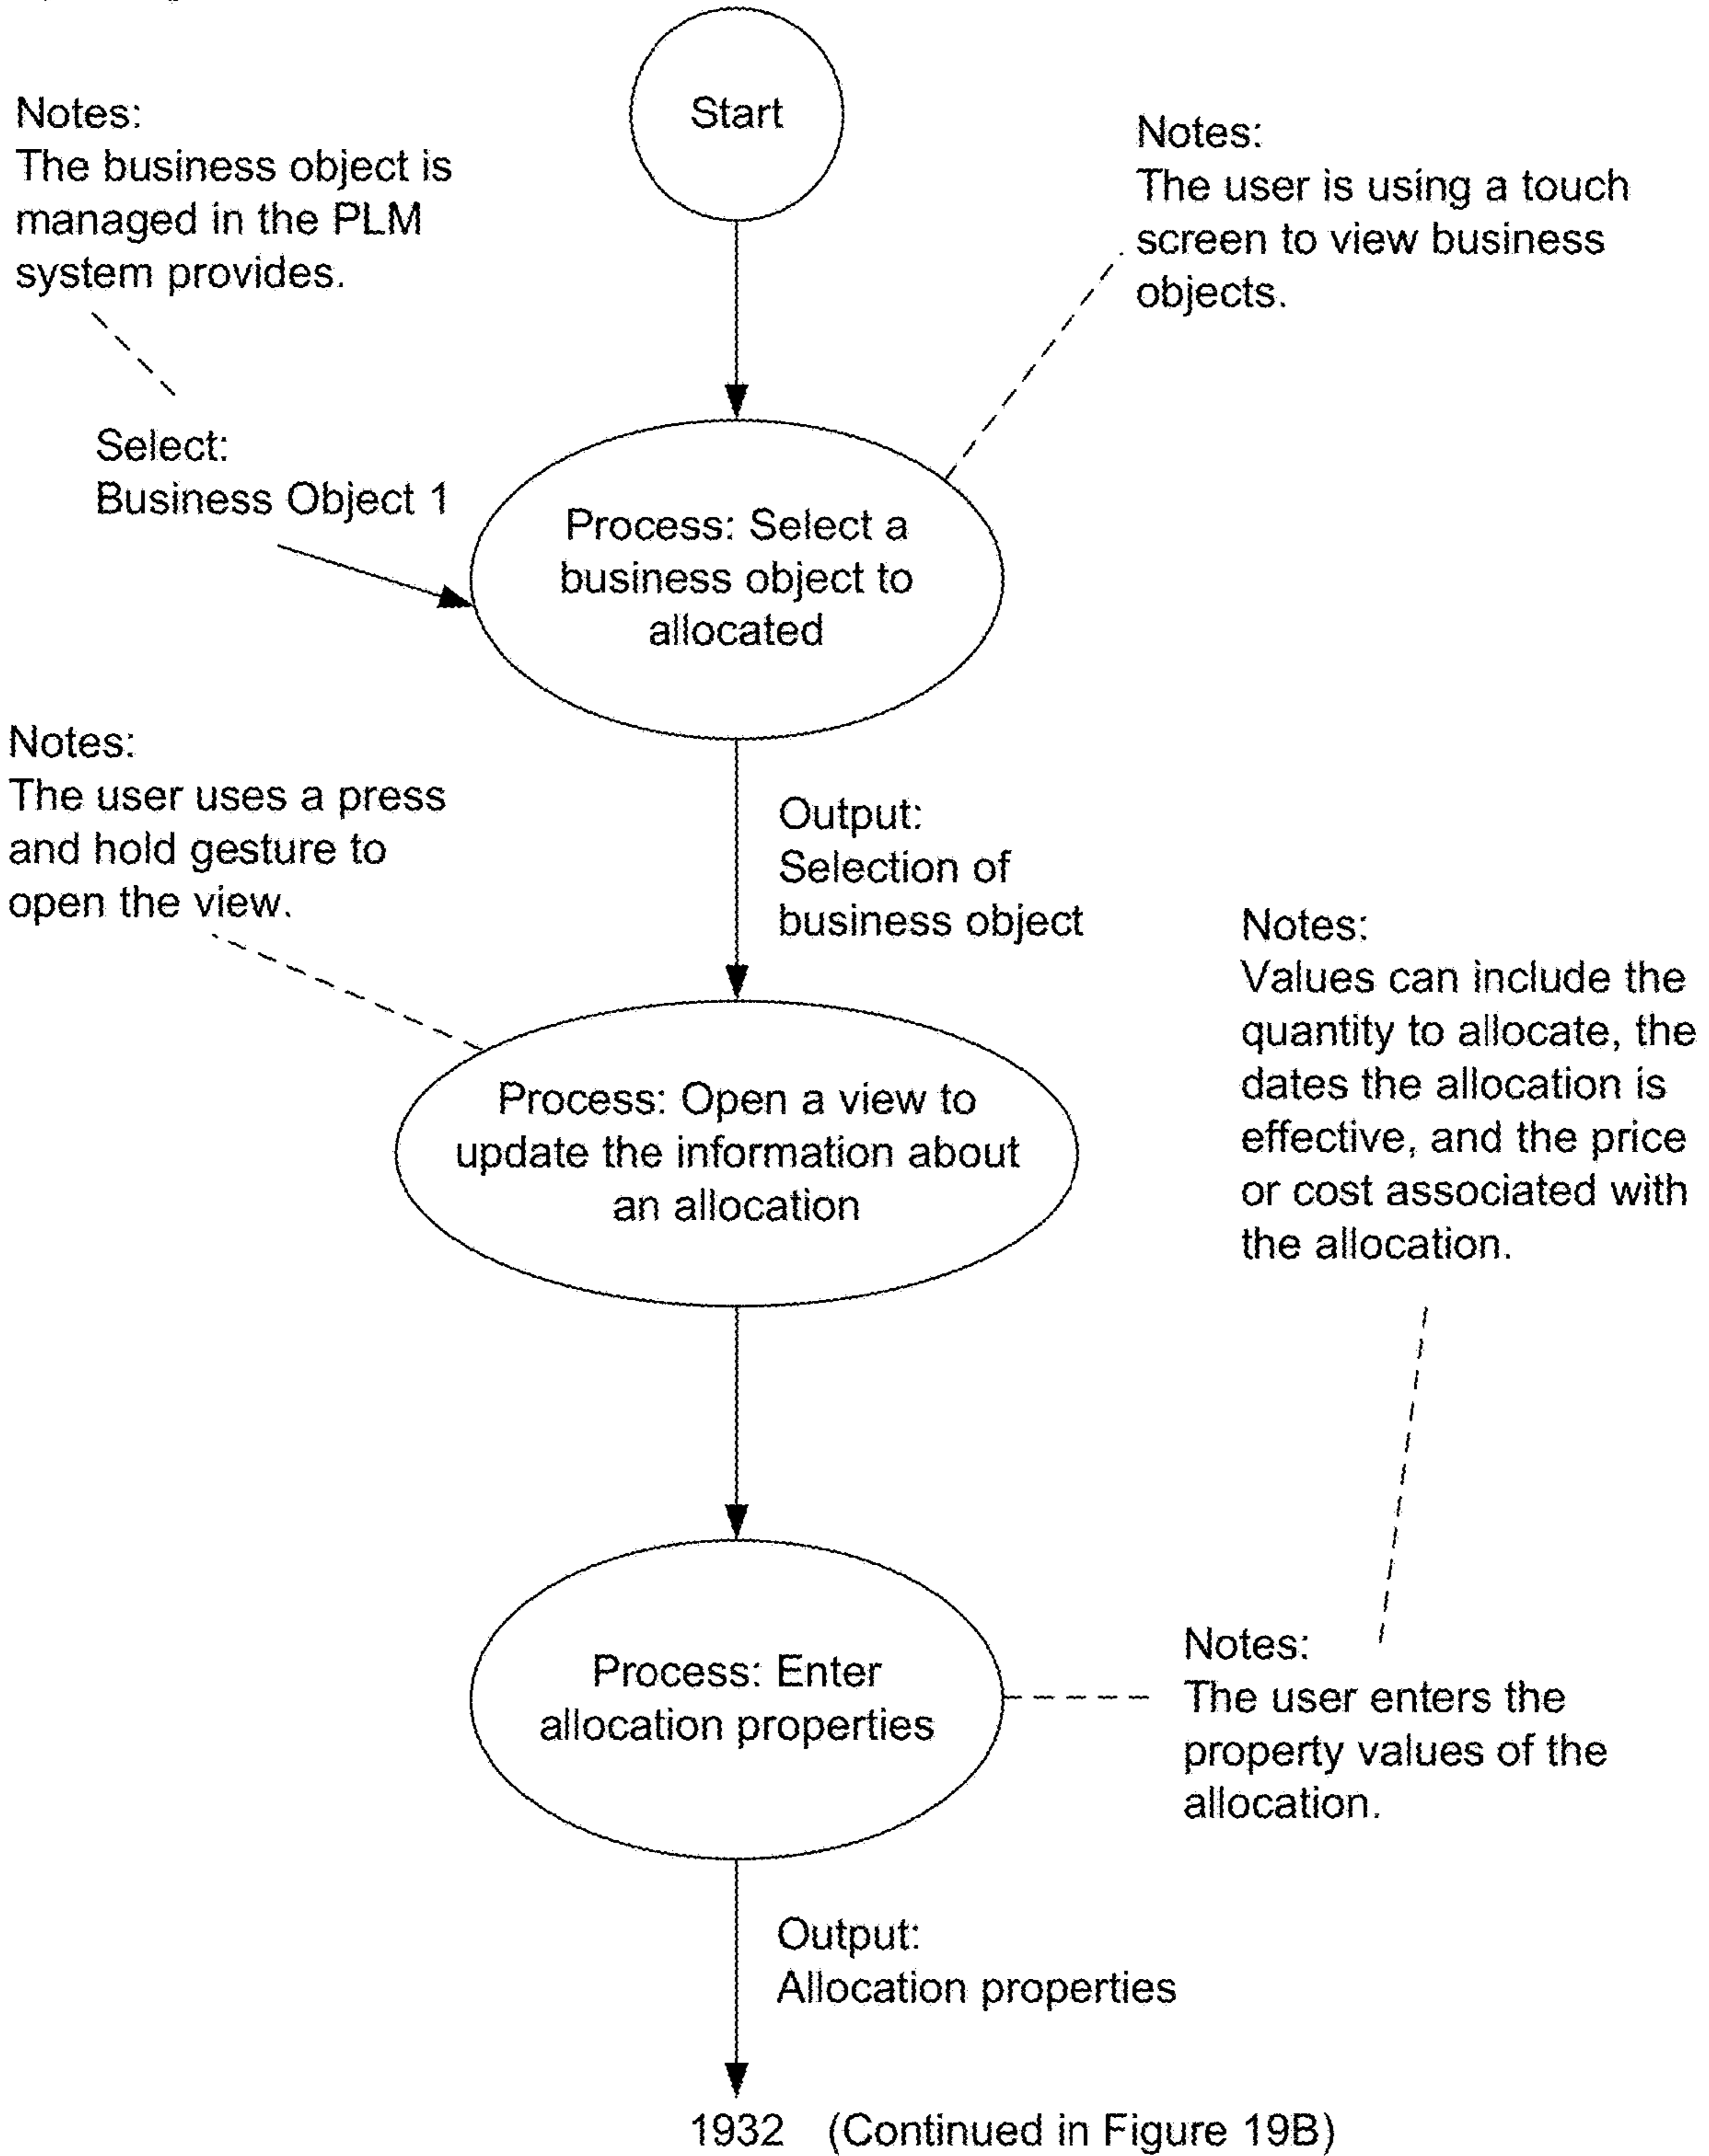 Start
Notes:
The business object is
managed in the PLM
system provides.
Notes:
The user is using a touch
screen to view business
objects.
Select:
Business Object 1
Process: Select a
business object to
allocated
Notes:
The user uses a press
and hold gesture to
open the view.
Output:
Selection of
business object
Notes:
Values can include the
quantity to allocate, the
dates the allocation is
effective, and the price
or cost associated with
the allocation.
Process: Open a view to
update the information about
an allocation
Process: Enter
allocation properties
Notes:
The user enters the
property values of the
allocation.
Output:
Allocation properties
1932 (Continued in Figure 19B)